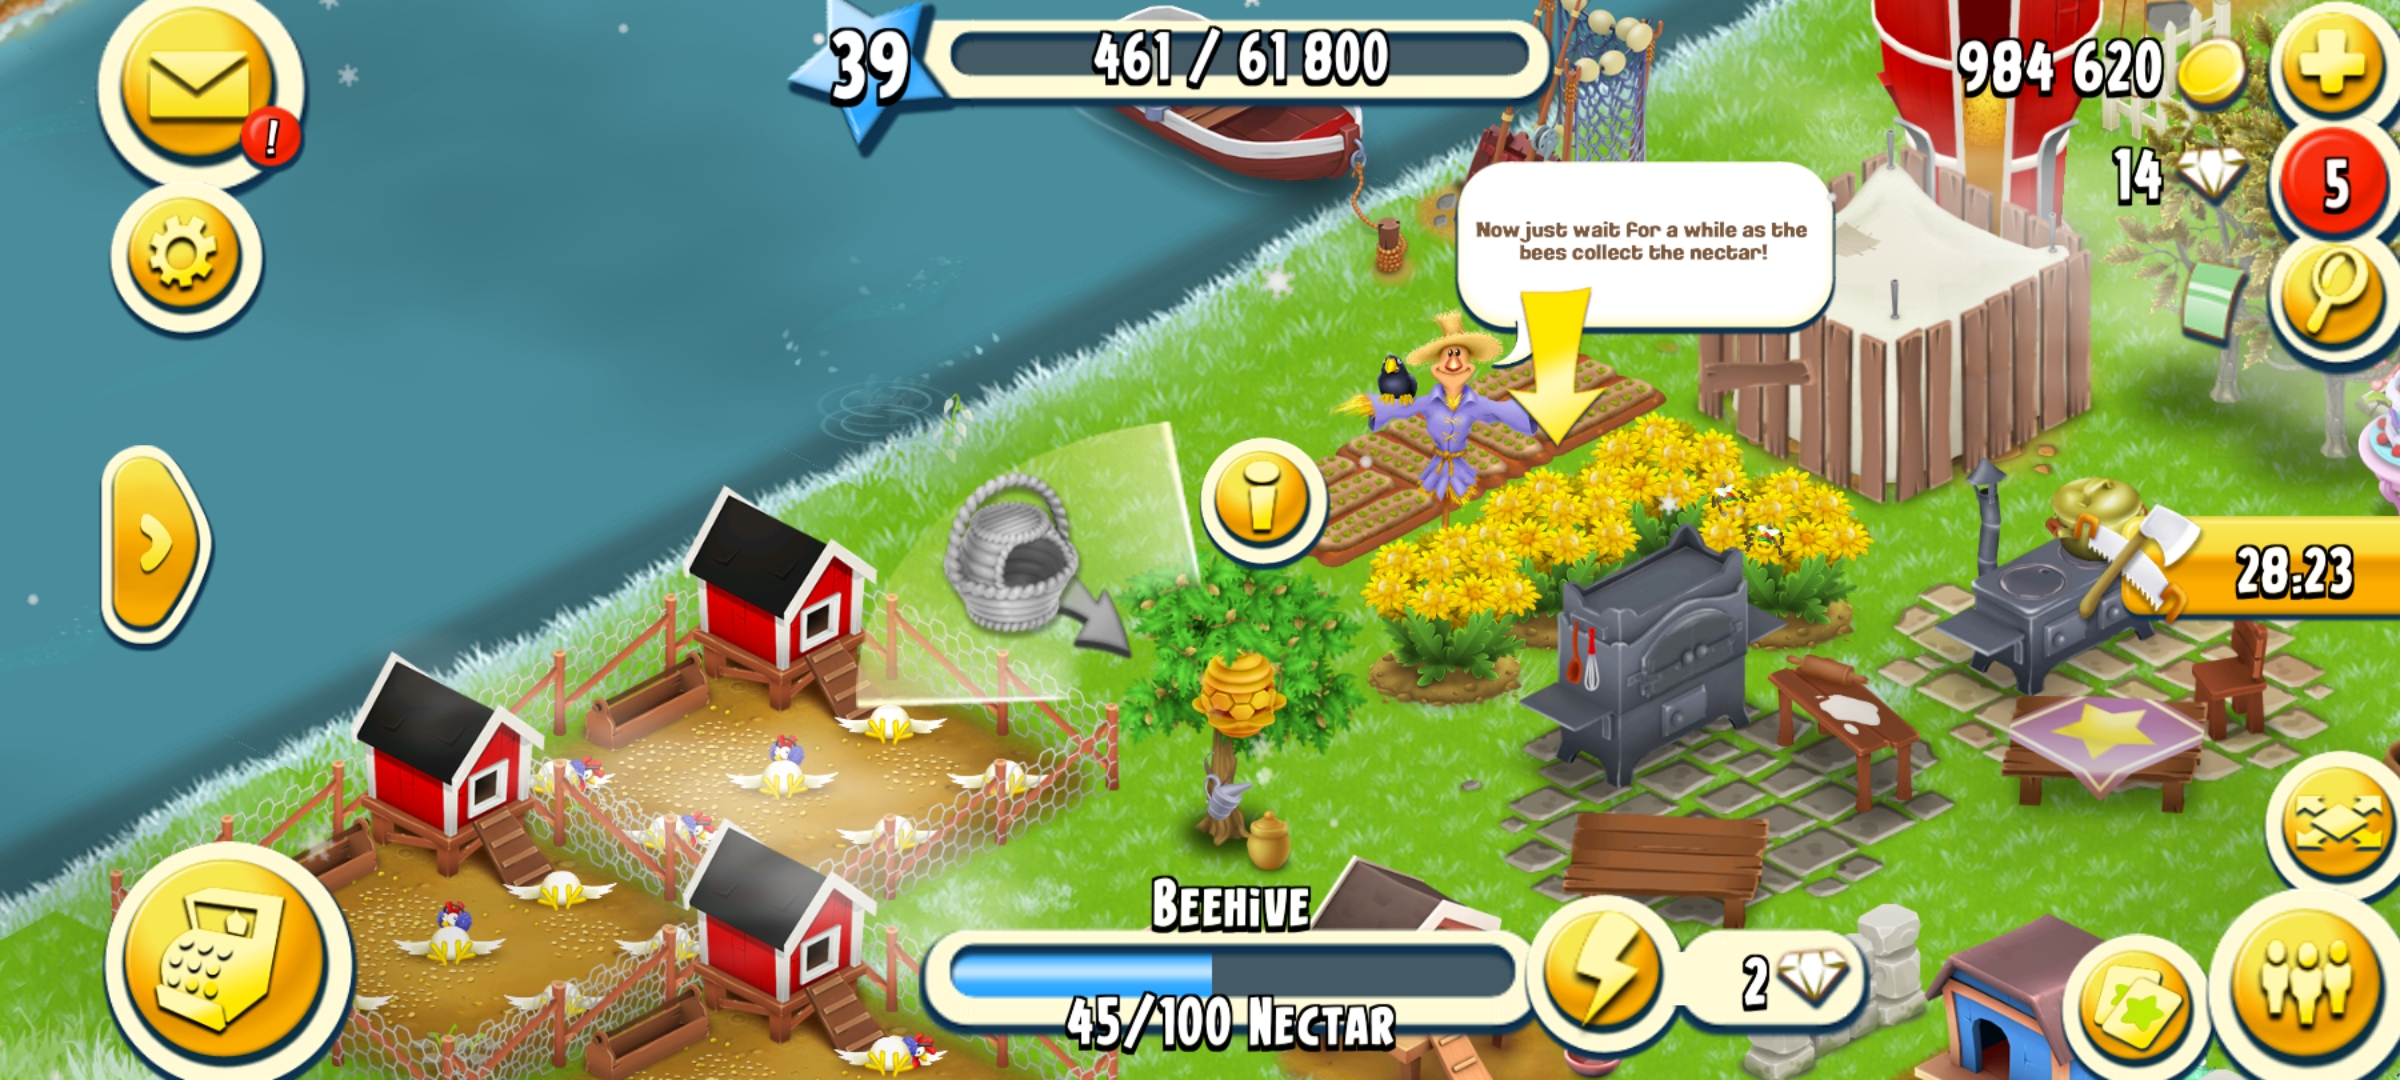 39
461 / 61 800
984 620
!
14
5
Now just wait for a while as the
bees collect the nectar!
28:23
BEEHIVE
45/100 NECTAR
2